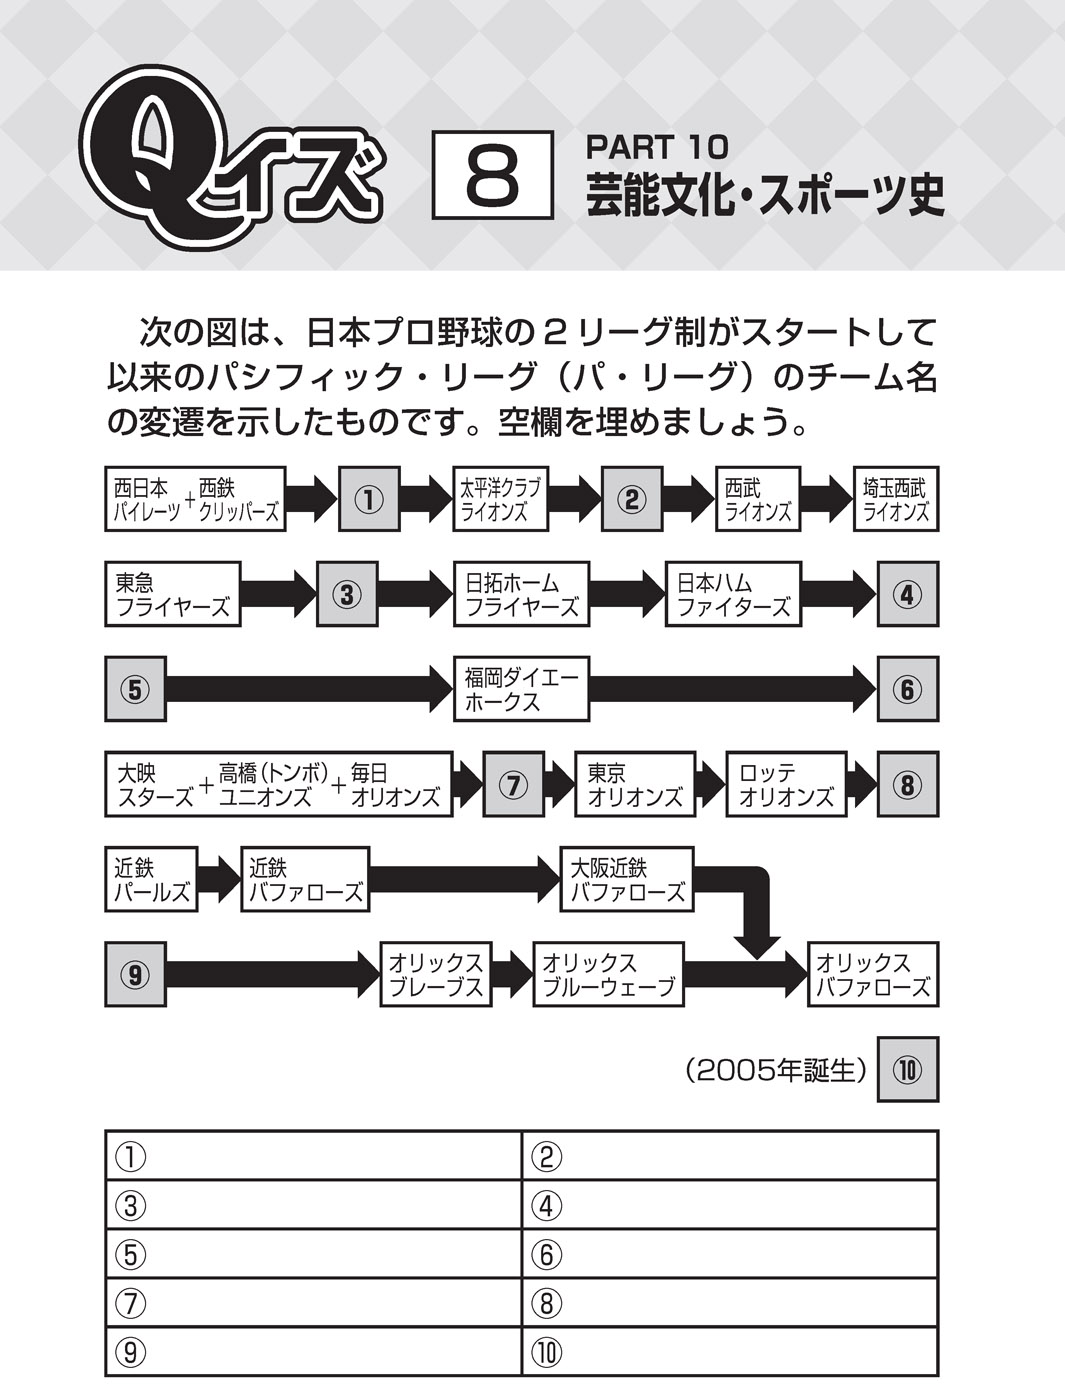 Qイズ
8
PART 10
芸能文化・スポーツ史
次の図は、日本プロ野球の2リーグ制がスタートして
以来のパシフィック・リーグ（パ・リーグ）のチーム名
の変遷を示したものです。空欄を埋めましょう。
西日本
パイレーツ
+
西鉄
クリッパーズ
①
太平洋クラブ
ライオンズ
②
西武
ライオンズ
埼玉西武
ライオンズ
東急
フライヤーズ
③
日拓ホーム
フライヤーズ
日本ハム
ファイターズ
④
⑤
福岡ダイエー
ホークス
⑥
大映
スターズ
+
高橋（トンボ）
ユニオンズ
+
毎日
オリオンズ
⑦
東京
オリオンズ
ロッテ
オリオンズ
⑧
近鉄
パールズ
近鉄
バファローズ
大阪近鉄
バファローズ
⑨
オリックス
ブレーブス
オリックス
ブルーウェーブ
オリックス
バファローズ
（2005年誕生）
⑩
① ②
③ ④
⑤ ⑥
⑦ ⑧
⑨ ⑩